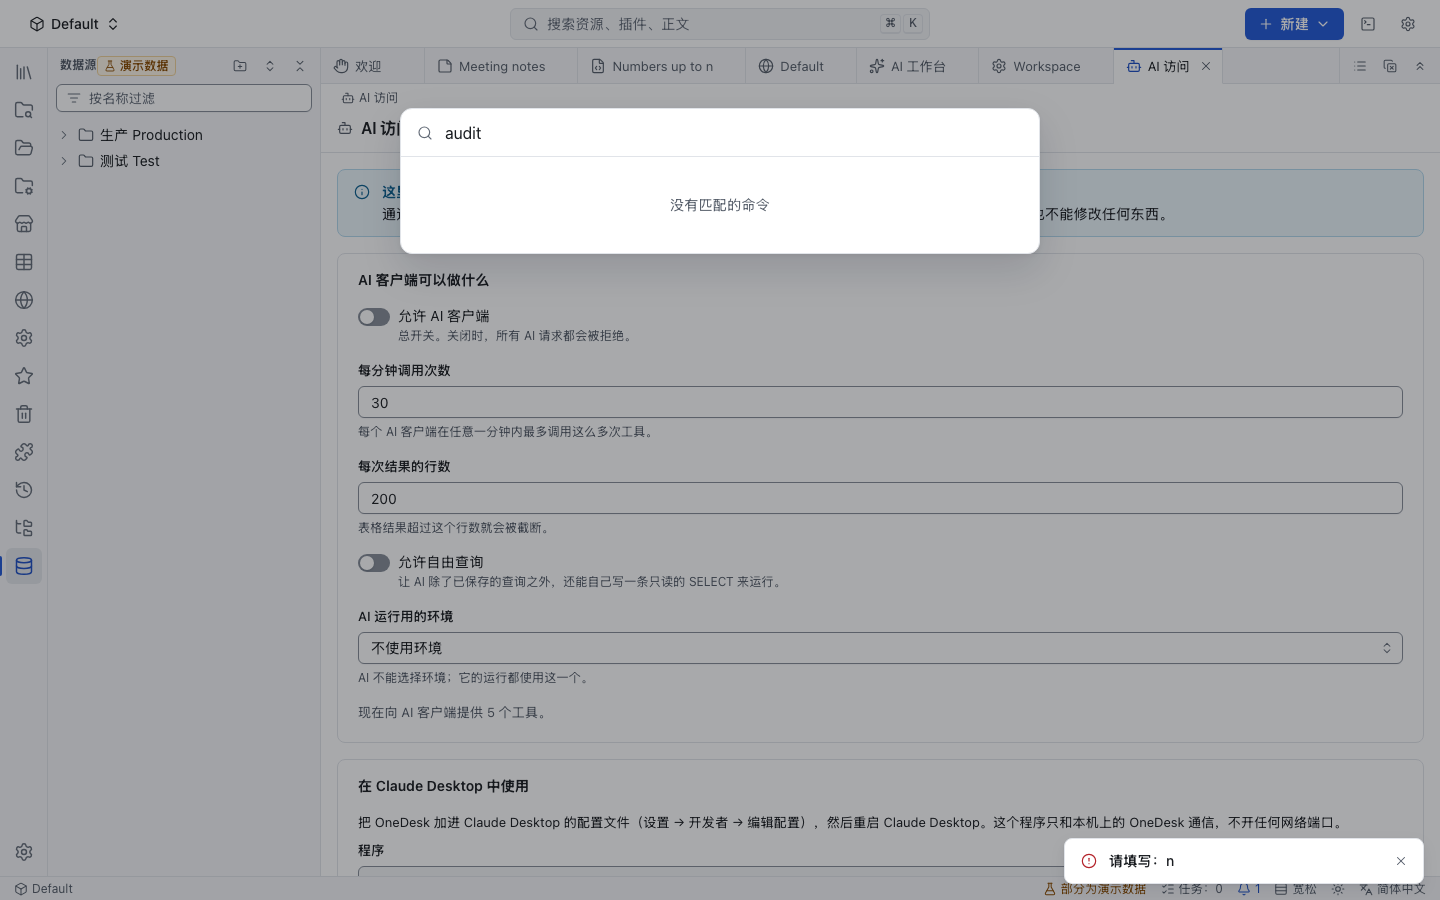 Default
搜索资源、插件、正文
⌘ K
新建
数据源 演示数据
按名称过滤
生产 Production
测试 Test
欢迎
Meeting notes
Numbers up to n
Default
AI 工作台
Workspace
AI 访问
AI 访问
AI 访
audit
没有匹配的命令
通
不能修改任何东西。
AI 客户端可以做什么
允许 AI 客户端
总开关。关闭时，所有 AI 请求都会被拒绝。
每分钟调用次数
30
每个 AI 客户端在任意一分钟内最多调用这么多次工具。
每次结果的行数
200
表格结果超过这个行数就会被截断。
允许自由查询
让 AI 除了已保存的查询之外，还能自己写一条只读的 SELECT 来运行。
AI 运行用的环境
不使用环境
AI 不能选择环境；它的运行都使用这一个。
现在向 AI 客户端提供 5 个工具。
在 Claude Desktop 中使用
把 OneDesk 加进 Claude Desktop 的配置文件（设置 → 开发者 → 编辑配置），然后重启 Claude Desktop。这个程序只和本机上的 OneDesk 通信，不开任何网络端口。
程序
请填写：n
Default
部分为演示数据
任务：0
1
宽松
简体中文